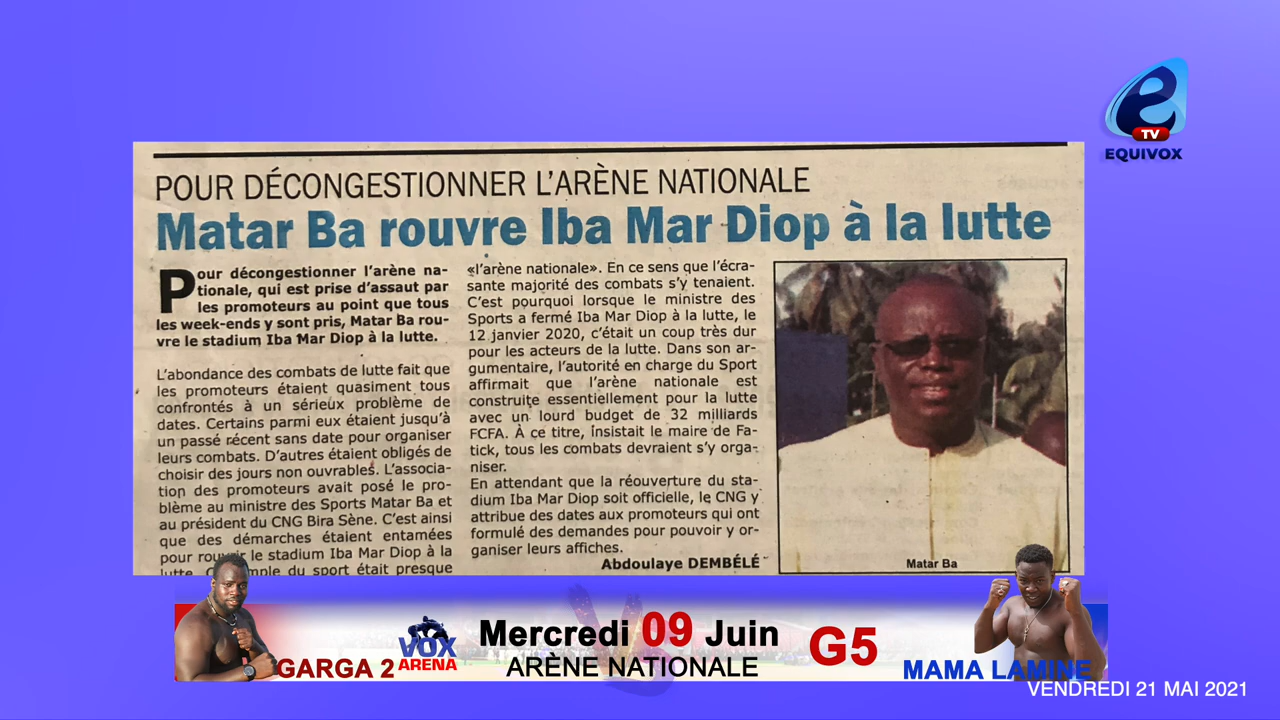 e
TV
EQUIVOX
POUR DÉCONGESTIONNER L'ARÈNE NATIONALE
Matar Ba rouvre Iba Mar Diop à la lutte
Pour décongestionner l'arène na-
tionale, qui est prise d'assaut par
les promoteurs au point que tous
les week-ends y sont pris, Matar Ba rou-
vre le stadium Iba Mar Diop à la lutte.
L'abondance des combats de lutte fait que
les promoteurs étaient quasiment tous
confrontés à un sérieux problème de
dates. Certains parmi eux étaient jusqu'à
un passé récent sans date pour organiser
leurs combats. D'autres étaient obligés de
choisir des jours non ouvrables. L'associa-
tion des promoteurs avait posé le pro-
blème au ministre des Sports Matar Ba et
au président du CNG Bira Sène. C'est ainsi
que des démarches étaient entamées
pour rouvrir le stadium Iba Mar Diop à la
lutte. mple du sport était presque
«l'arène nationale». En ce sens que l'écra-
sante majorité des combats s'y tenaient.
C'est pourquoi lorsque le ministre des
Sports a fermé Iba Mar Diop à la lutte, le
12 janvier 2020, c'était un coup très dur
pour les acteurs de la lutte. Dans son ar-
gumentaire, l'autorité en charge du Sport
affirmait que l'arène nationale est
construite essentiellement pour la lutte
avec un lourd budget de 32 milliards
FCFA. À ce titre, insistait le maire de Fa-
tick, tous les combats devraient s'y orga-
niser.
En attendant que la réouverture du sta-
dium Iba Mar Diop soit officielle, le CNG y
attribue des dates aux promoteurs qui ont
formulé des demandes pour pouvoir y or-
ganiser leurs affiches.
Abdoulaye DEMBÉLÉ
Matar Ba
GARGA 2
VOX
ARENA
Mercredi 09 Juin
ARÈNE NATIONALE
G5
MAMA LAMINE
VENDREDI 21 MAI 2021